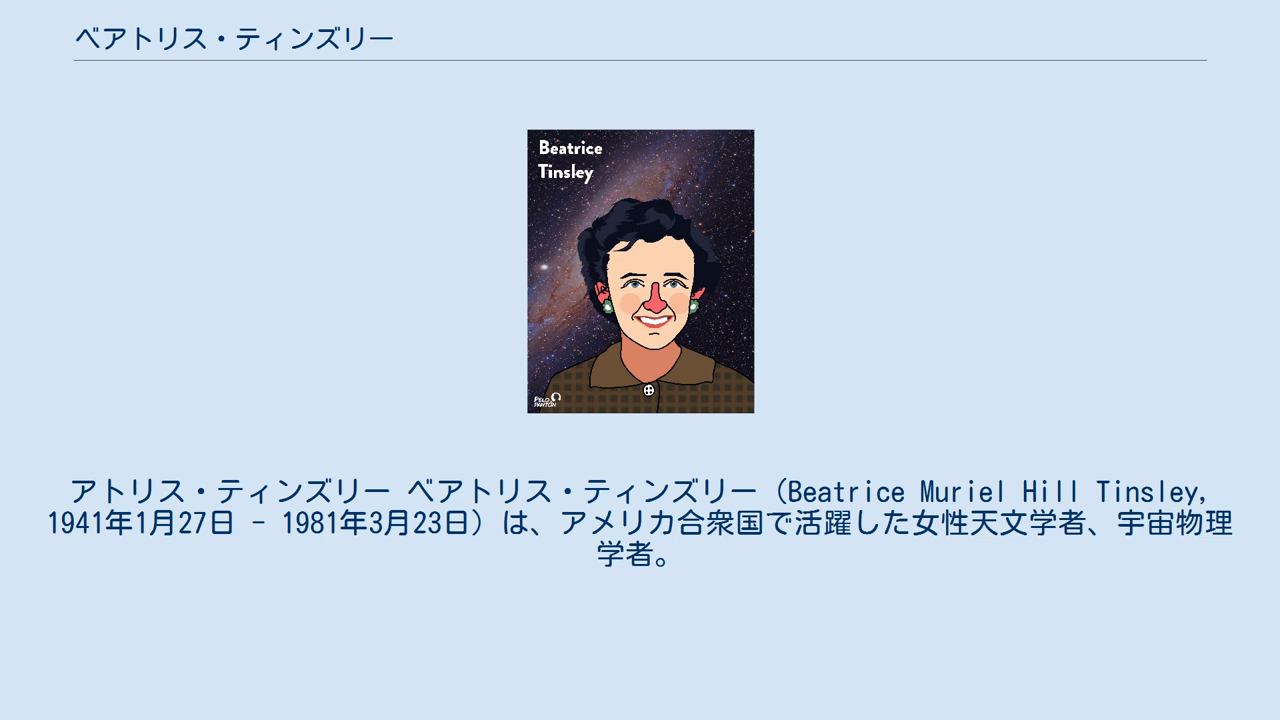 ベアトリス・ティンズリー
Beatrice
Tinsley
PELO
PANTON
アトリス・ティンズリー ベアトリス・ティンズリー（Beatrice Muriel Hill Tinsley,
1941年1月27日 - 1981年3月23日）は、アメリカ合衆国で活躍した女性天文学者、宇宙物理
学者。